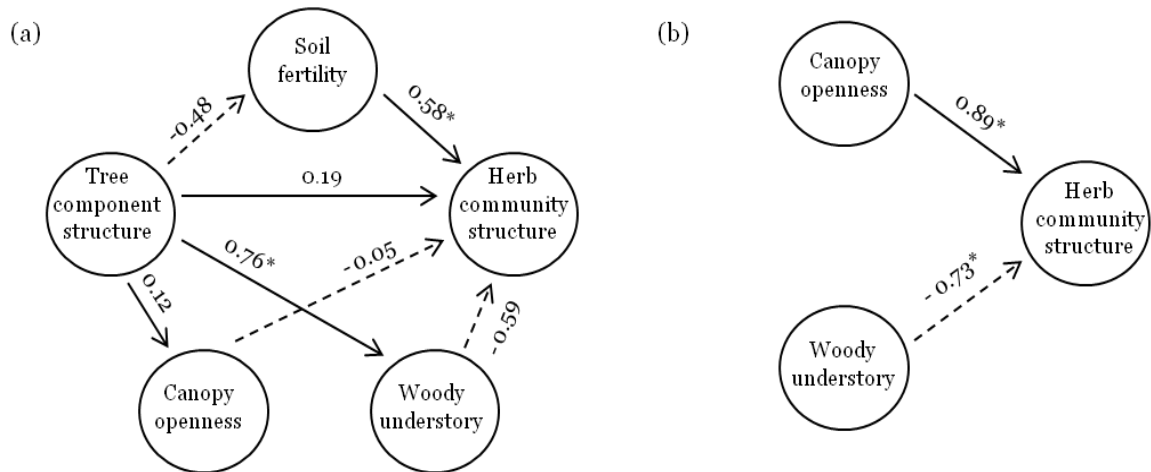 (a)
Soil
fertility
-0.48
0.58*
Tree
component
structure
0.19
Herb
community
structure
0.76*
-0.05
0.12
-0.59
Canopy
openness
Woody
understory
(b)
Canopy
openness
0.89*
Herb
community
structure
- 0.73*
Woody
understory